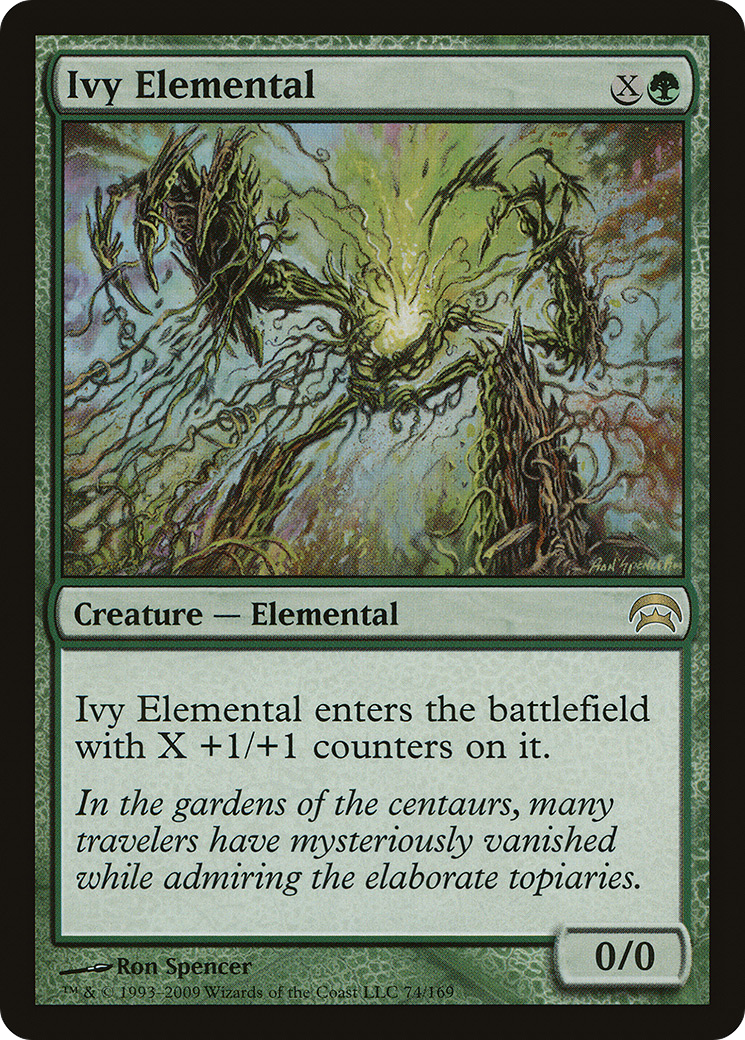 Ivy Elemental X
Ron Spencer
Creature — Elemental
Ivy Elemental enters the battlefield
with X +1/+1 counters on it.
In the gardens of the centaurs, many
travelers have mysteriously vanished
while admiring the elaborate topiaries.
0/0
Ron Spencer
™ & © 1993–2009 Wizards of the Coast LLC 74/169